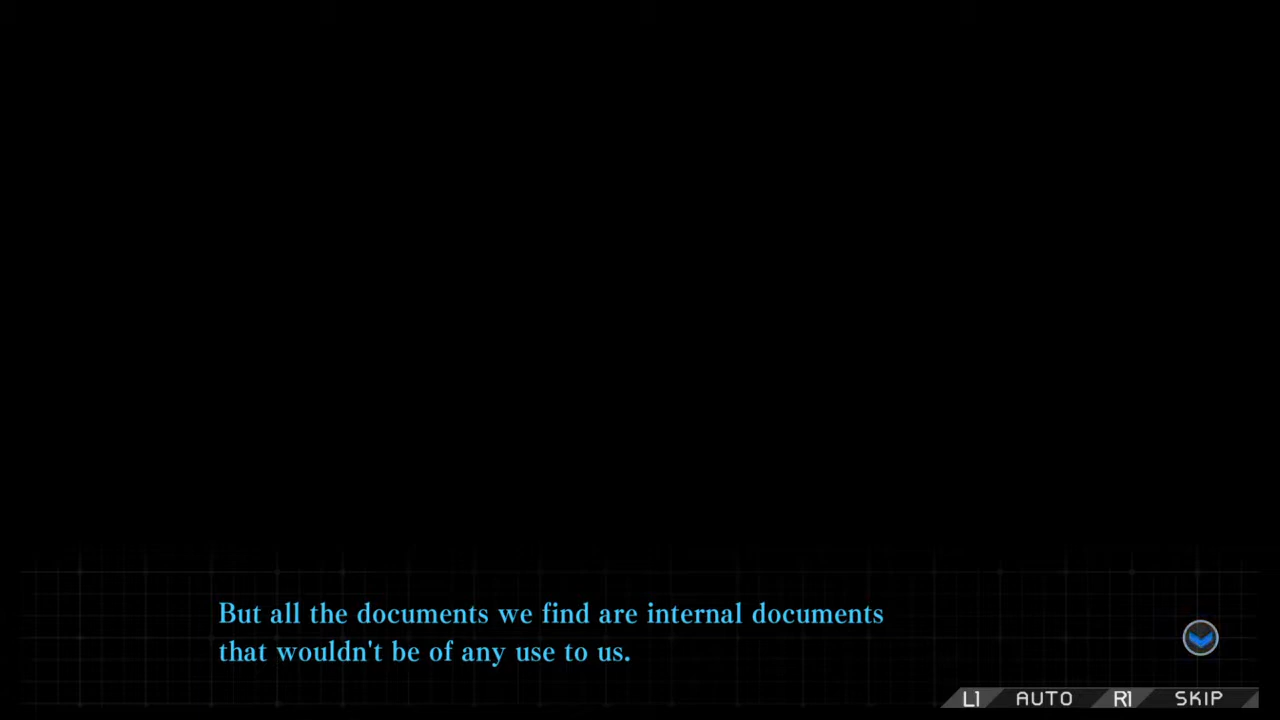 But all the documents we find are internal documents
that wouldn't be of any use to us.
L1 AUTO R1 SKIP